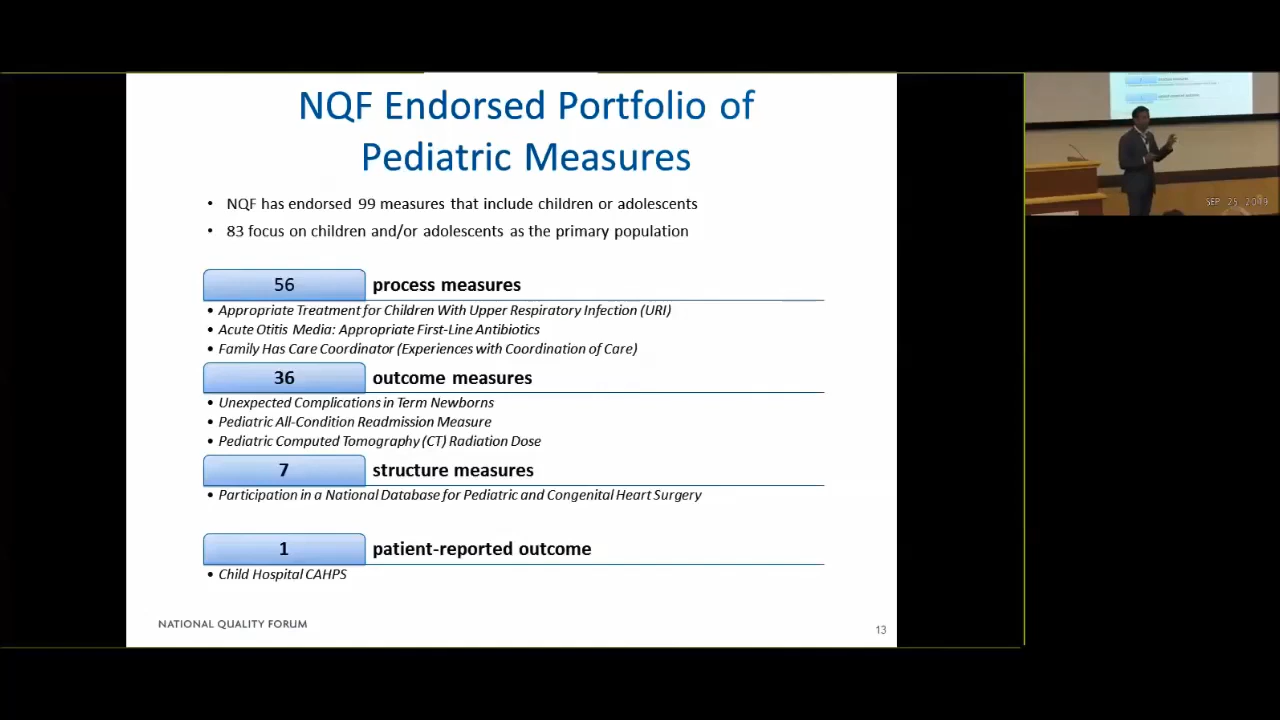 NQF Endorsed Portfolio of
Pediatric Measures
• NQF has endorsed 99 measures that include children or adolescents
• 83 focus on children and/or adolescents as the primary population
56 process measures
• Appropriate Treatment for Children With Upper Respiratory Infection (URI)
• Acute Otitis Media: Appropriate First-Line Antibiotics
• Family Has Care Coordinator (Experiences with Coordination of Care)
36 outcome measures
• Unexpected Complications in Term Newborns
• Pediatric All-Condition Readmission Measure
• Pediatric Computed Tomography (CT) Radiation Dose
7 structure measures
• Participation in a National Database for Pediatric and Congenital Heart Surgery
1 patient-reported outcome
• Child Hospital CAHPS
NATIONAL QUALITY FORUM
13
SEP 25, 2019